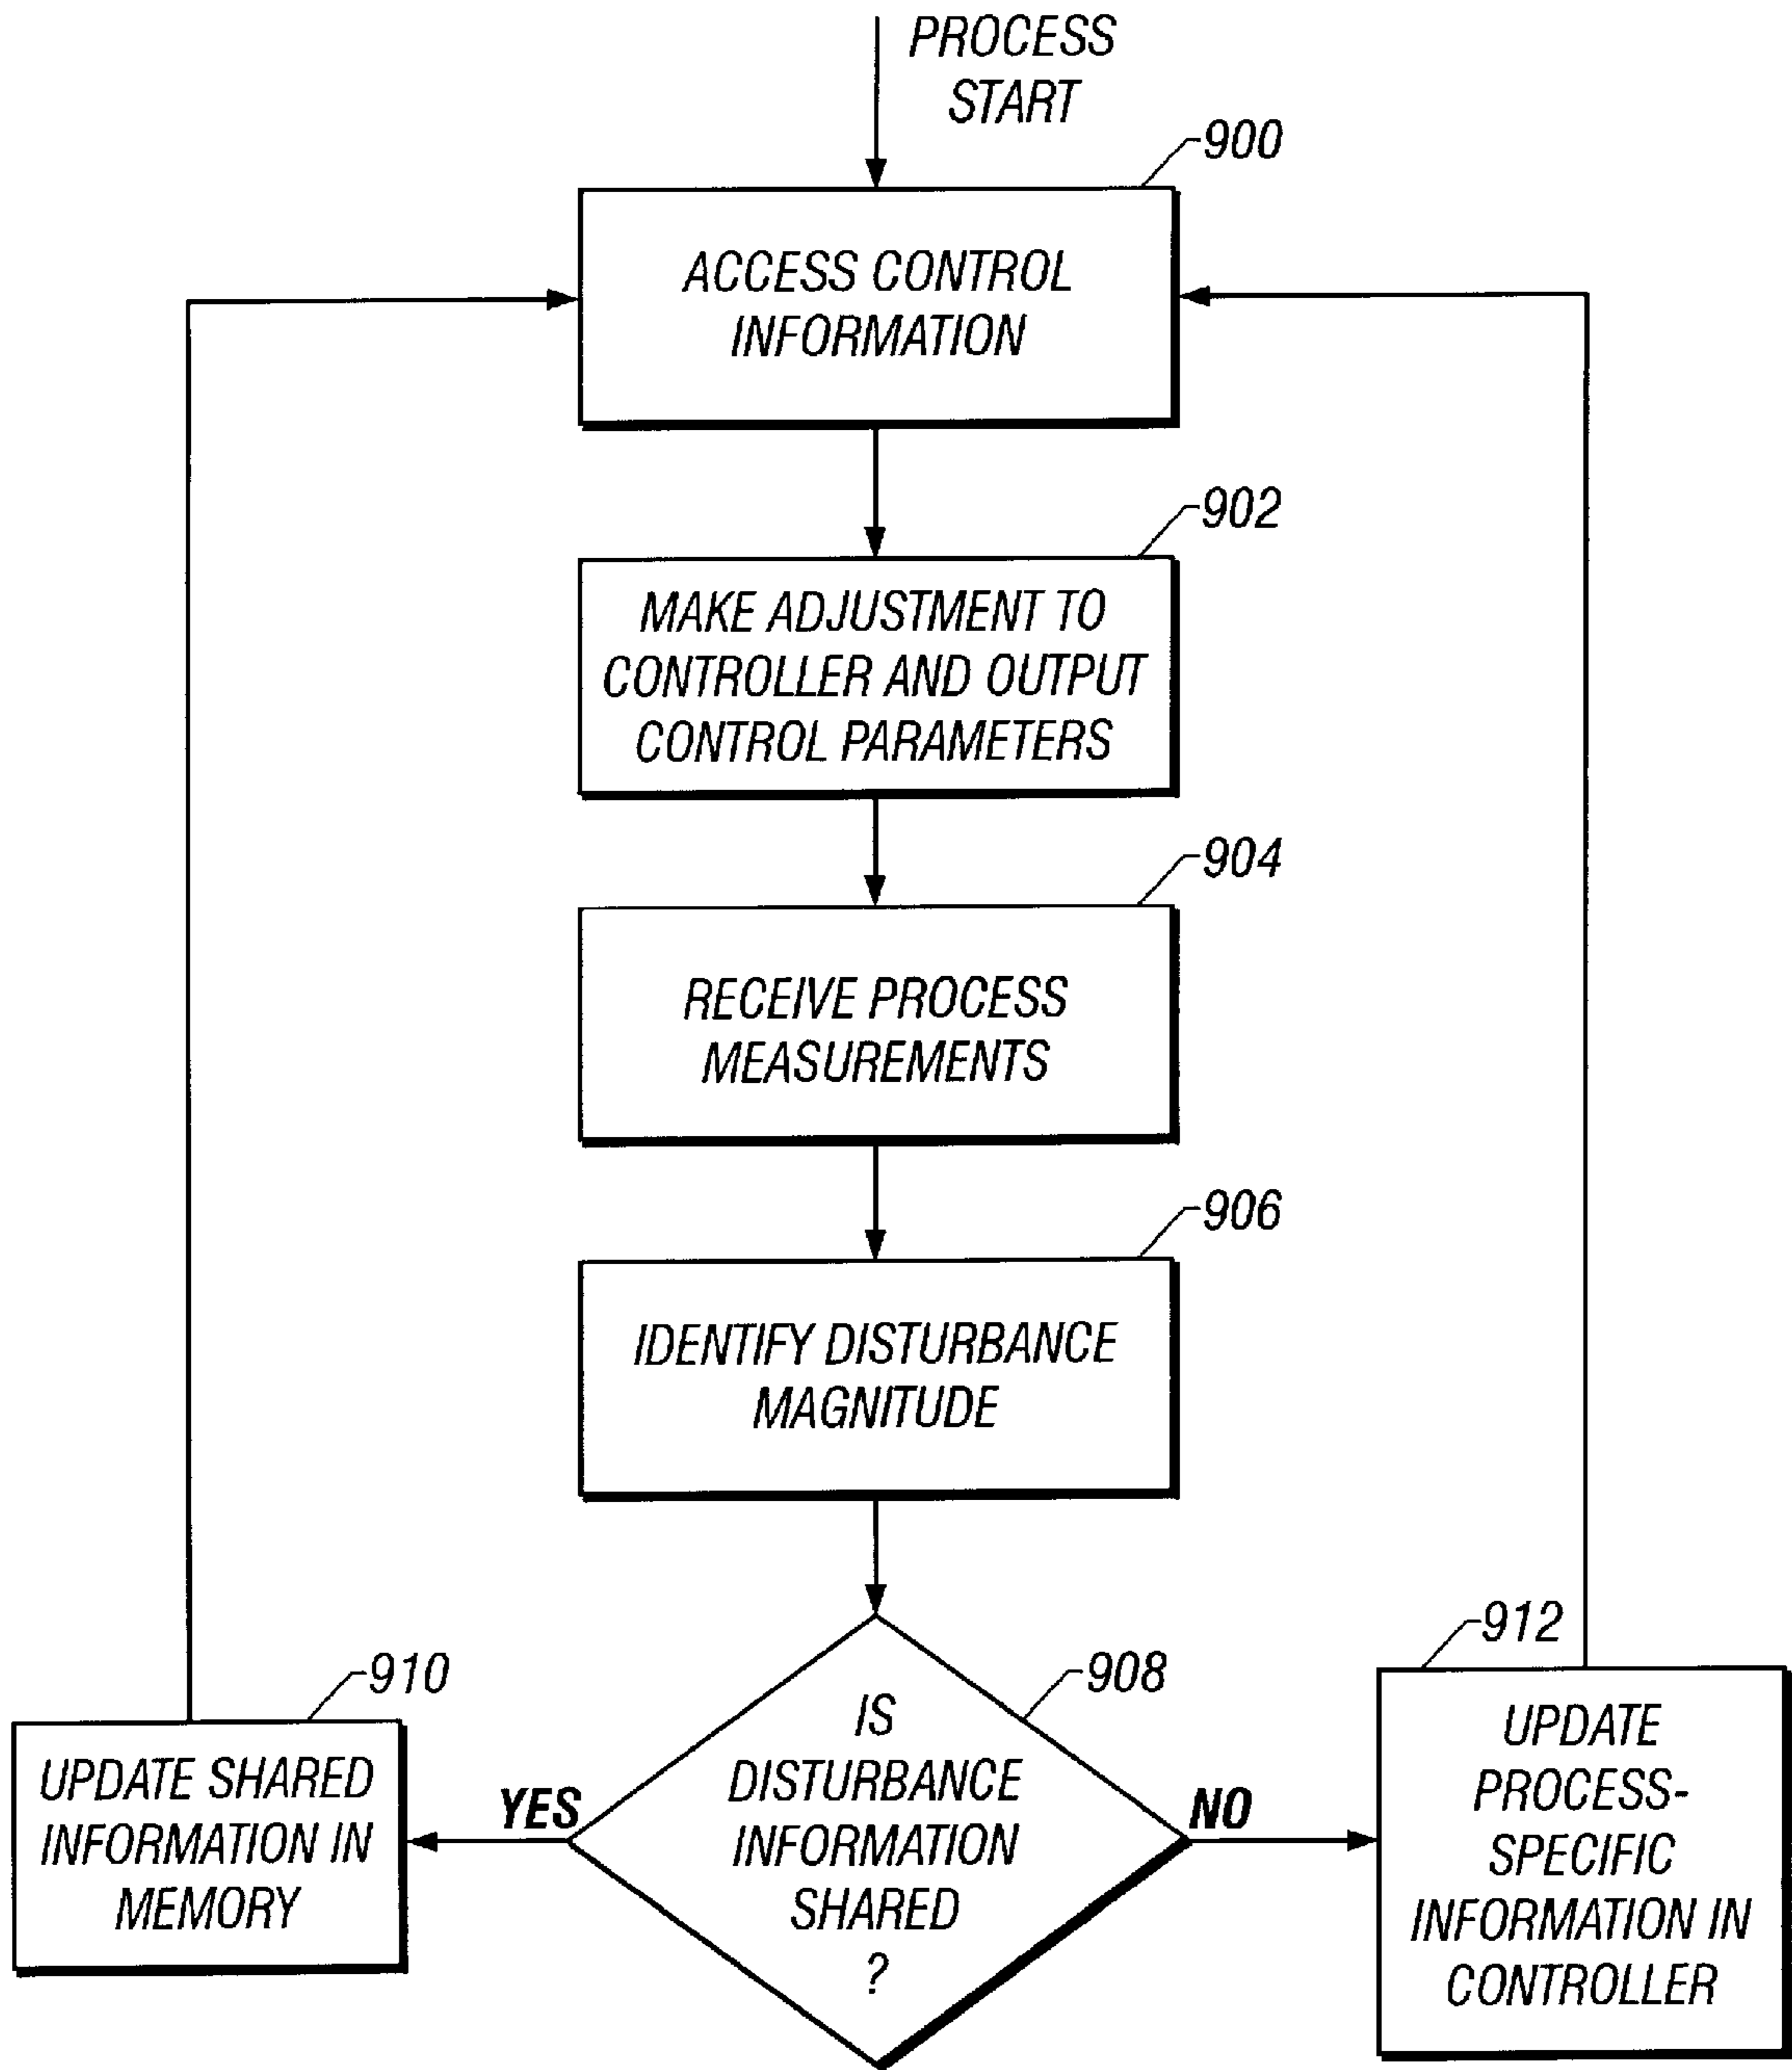 PROCESS
START
900
ACCESS CONTROL
INFORMATION
902
MAKE ADJUSTMENT TO
CONTROLLER AND OUTPUT
CONTROL PARAMETERS
904
RECEIVE PROCESS
MEASUREMENTS
906
IDENTIFY DISTURBANCE
MAGNITUDE
908
IS
DISTURBANCE
INFORMATION
SHARED
?
YES
NO
910
UPDATE SHARED
INFORMATION IN
MEMORY
912
UPDATE
PROCESS-
SPECIFIC
INFORMATION IN
CONTROLLER